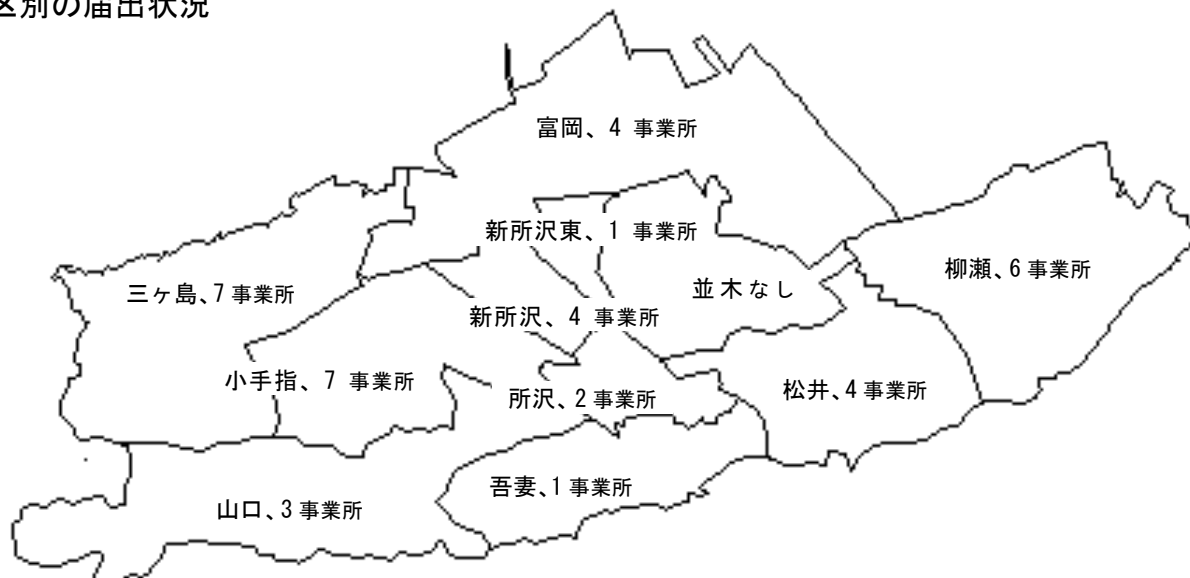 区別の届出状況
富岡、4 事業所
新所沢東、1 事業所
柳瀬、6 事業所
並木なし
三ヶ島、7 事業所
新所沢、4 事業所
小手指、7 事業所
所沢、2 事業所
松井、4 事業所
吾妻、1 事業所
山口、3 事業所